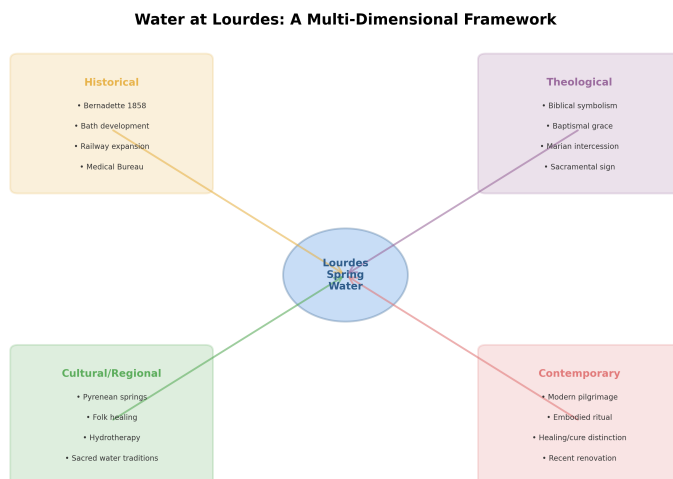 Water at Lourdes: A Multi-Dimensional Framework
Historical
• Bernadette 1858
• Bath development
• Railway expansion
• Medical Bureau
Theological
• Biblical symbolism
• Baptismal grace
• Marian intercession
• Sacramental sign
Lourdes
Spring
Water
Cultural/Regional
• Pyrenean springs
• Folk healing
• Hydrotherapy
• Sacred water traditions
Contemporary
• Modern pilgrimage
• Embodied ritual
• Healing/cure distinction
• Recent renovation